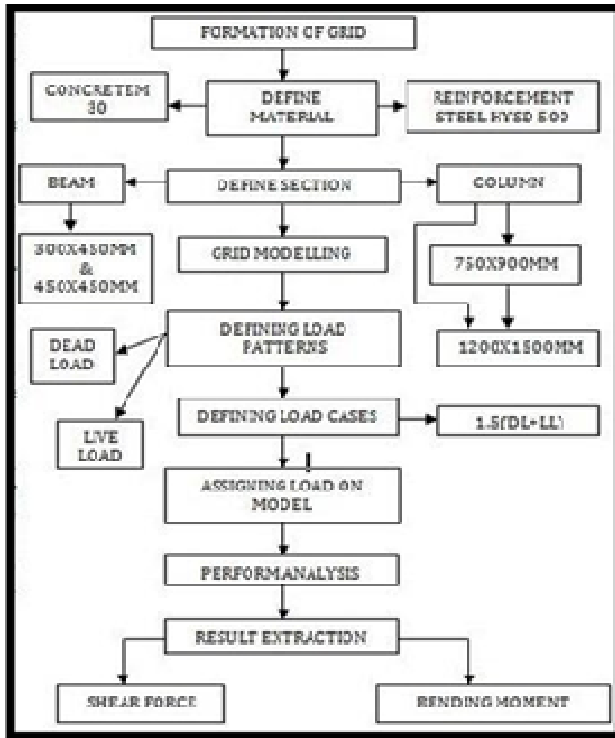 FORMATION OF GRID
CONCRETEM
30
DEFINE
MATERIAL
REINFORCEMENT
STEEL HYSD 500
BEAM
DEFINE SECTION
COLUMN
300X450MM
&
450X450MM
GRID MODELLING
750X900MM
DEAD
LOAD
DEFINING LOAD
PATTERNS
1200X1500MM
LIVE
LOAD
DEFINING LOAD CASES
1.5(DL+LL)
ASSIGNING LOAD ON
MODEL
PERFORMANALYSIS
RESULT EXTRACTION
SHEAR FORCE
BENDING MOMENT